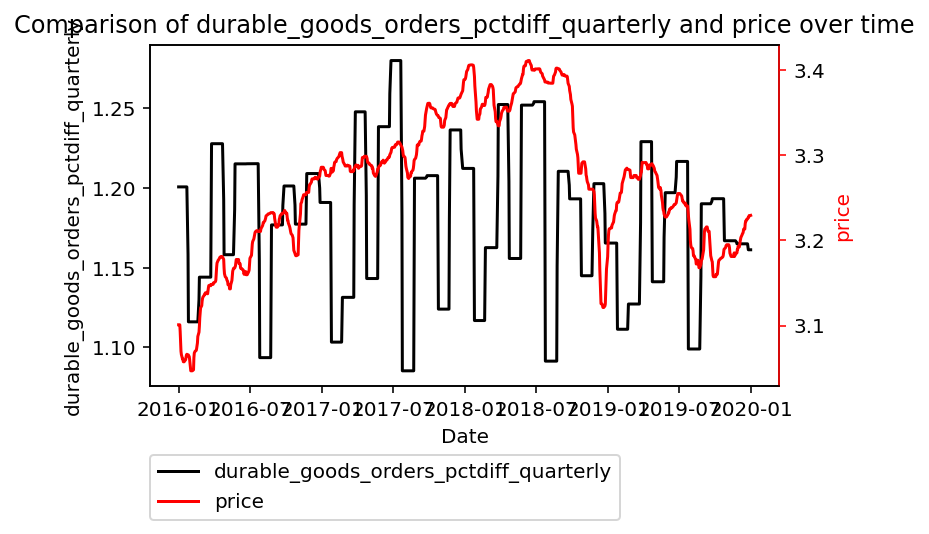 Comparison of durable_goods_orders_pctdiff_quarterly and price over time
durable_goods_orders_pctdiff_quarterly
1.25
1.20
1.15
1.10
3.4
3.3
3.2
3.1
price
2016-01 2016-07 2017-01 2017-07 2018-01 2018-07 2019-01 2019-07 2020-01
Date
durable_goods_orders_pctdiff_quarterly
price